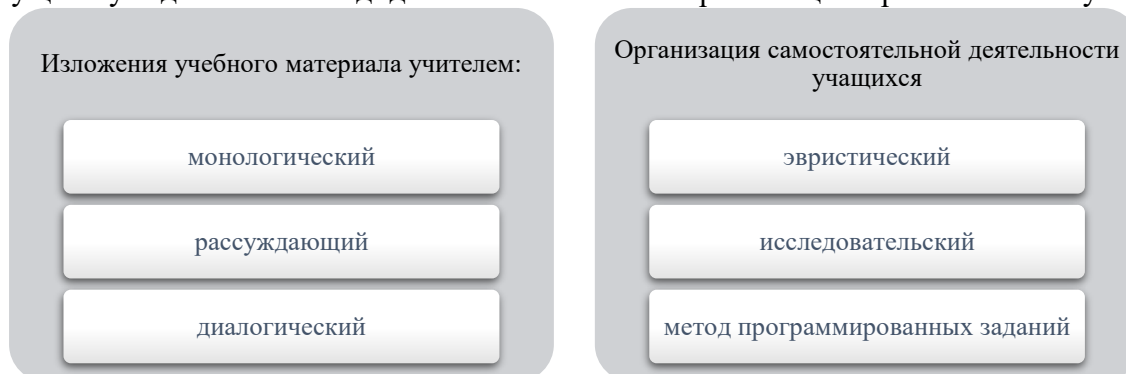 Изложения учебного материала учителем:
монологический
рассуждающий
диалогический
Организация самостоятельной деятельности
учащихся
эвристический
исследовательский
метод программированных заданий